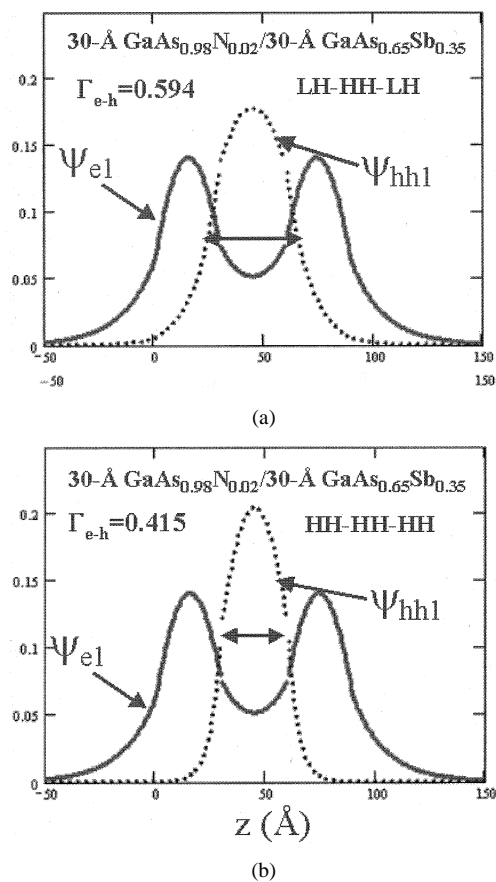 30-Å GaAs0.98N0.02/30-Å GaAs0.65Sb0.35
Γe-h=0.594 LH-HH-LH
Ψe1 Ψhh1
0.2
0.15
0.1
0.05
0
-50 0 50 100 150
-50 150
(a)
30-Å GaAs0.98N0.02/30-Å GaAs0.65Sb0.35
Γe-h=0.415 HH-HH-HH
Ψe1 Ψhh1
0.2
0.15
0.1
0.05
0
-50 0 50 100 150
z (Å)
(b)